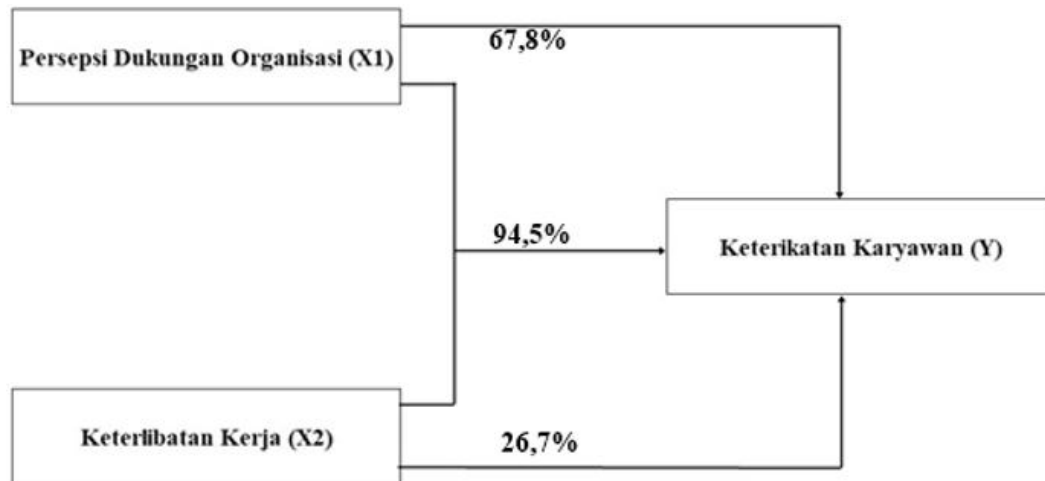 Persepsi Dukungan Organisasi (X1)
67,8%
94,5%
Keterikatan Karyawan (Y)
Keterlibatan Kerja (X2)
26,7%